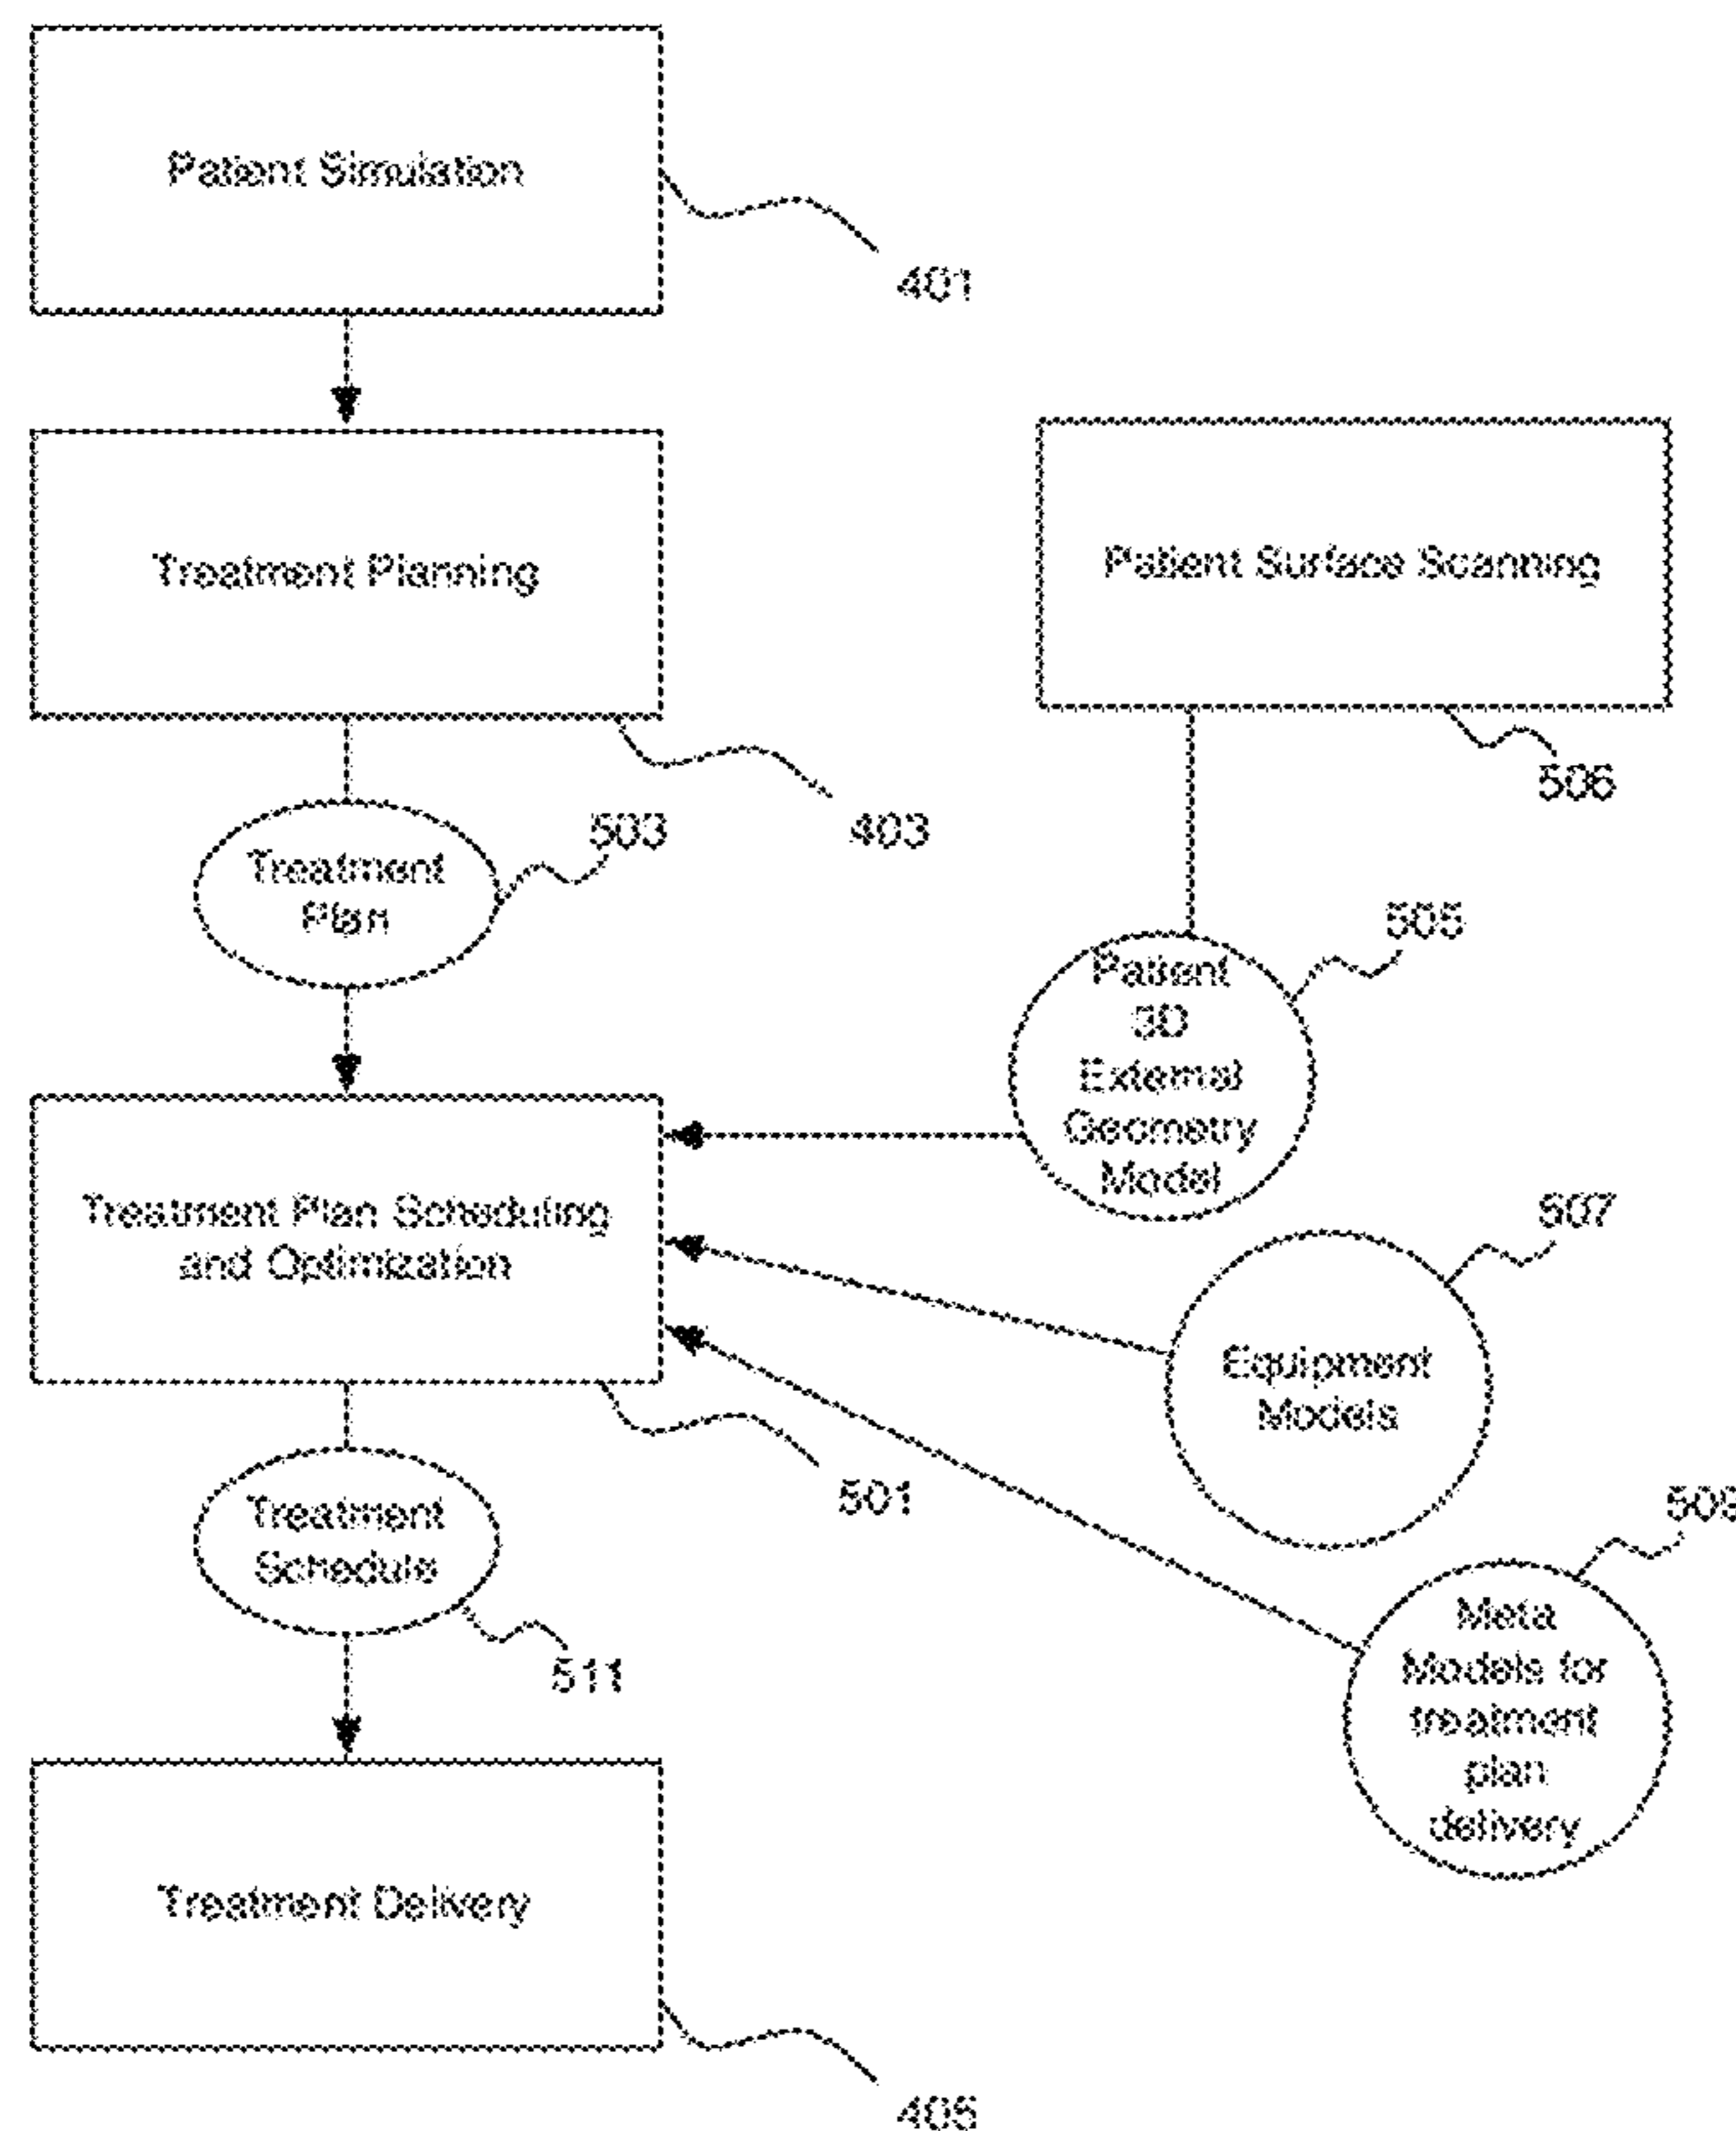 Patient Simulation
401
Treatment Planning
Patient Surface Scanning
506
403
503
Treatment
Plan
505
Patient
3D
External
Geometry
Model
Treatment Plan Scheduling
and Optimization
507
Equipment
Models
501
Treatment
Schedule
511
Meta
Models for
treatment
plan
delivery
Treatment Delivery
405